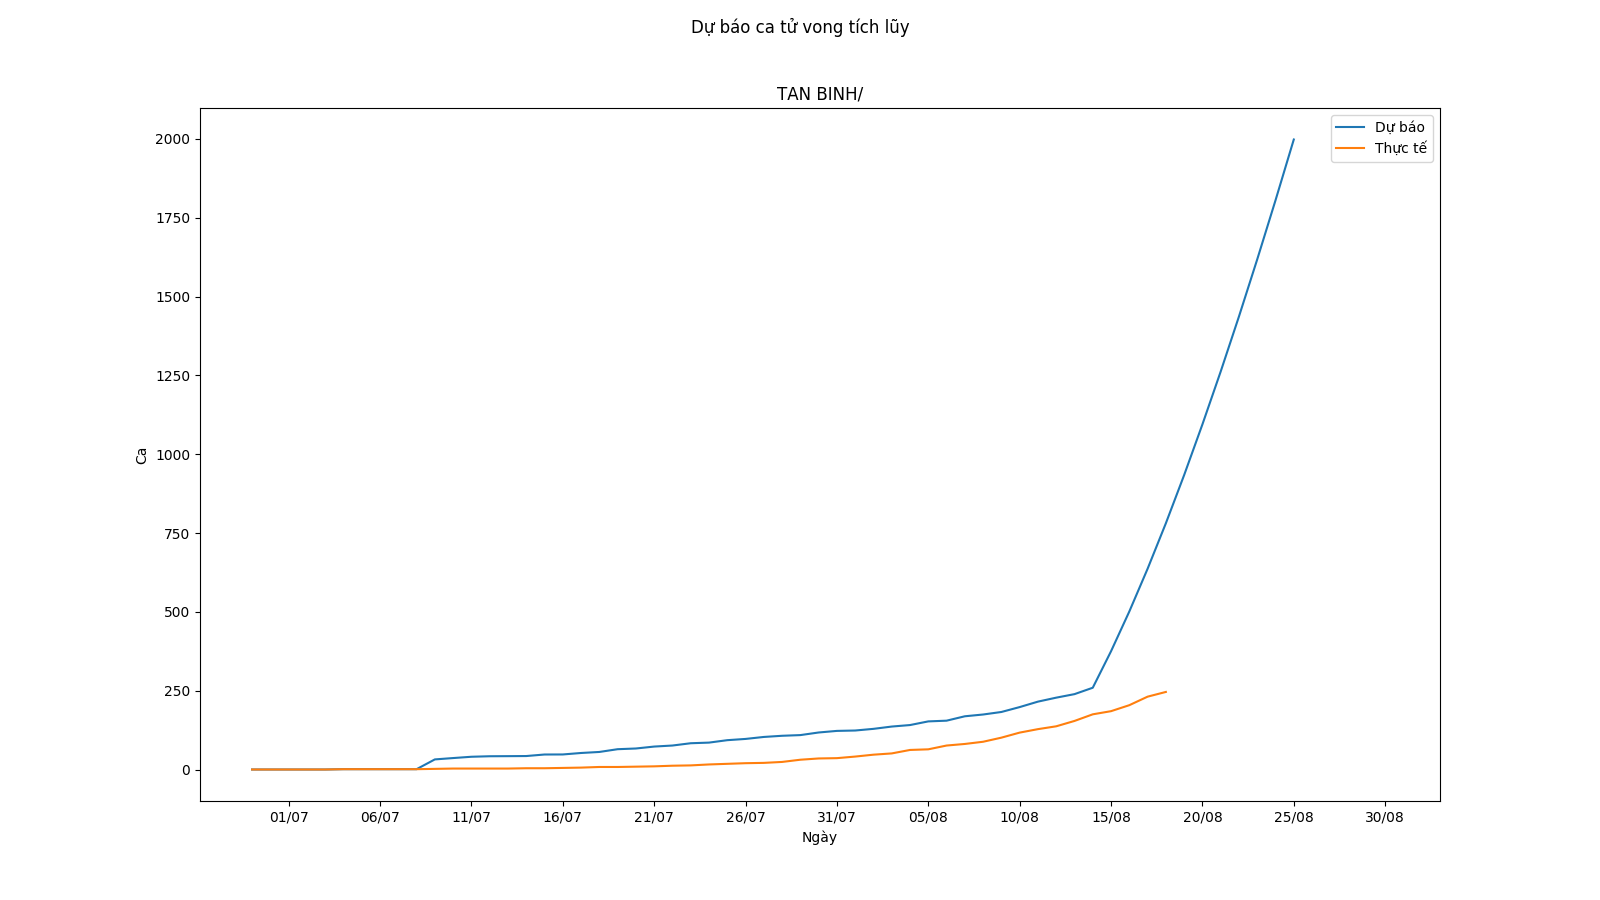 Dự báo ca tử vong tích lũy
TAN BINH/
Dự báo
Thực tế
2000
1750
1500
1250
1000
750
500
250
0
Ca
01/07 06/07 11/07 16/07 21/07 26/07 31/07 05/08 10/08 15/08 20/08 25/08 30/08
Ngày